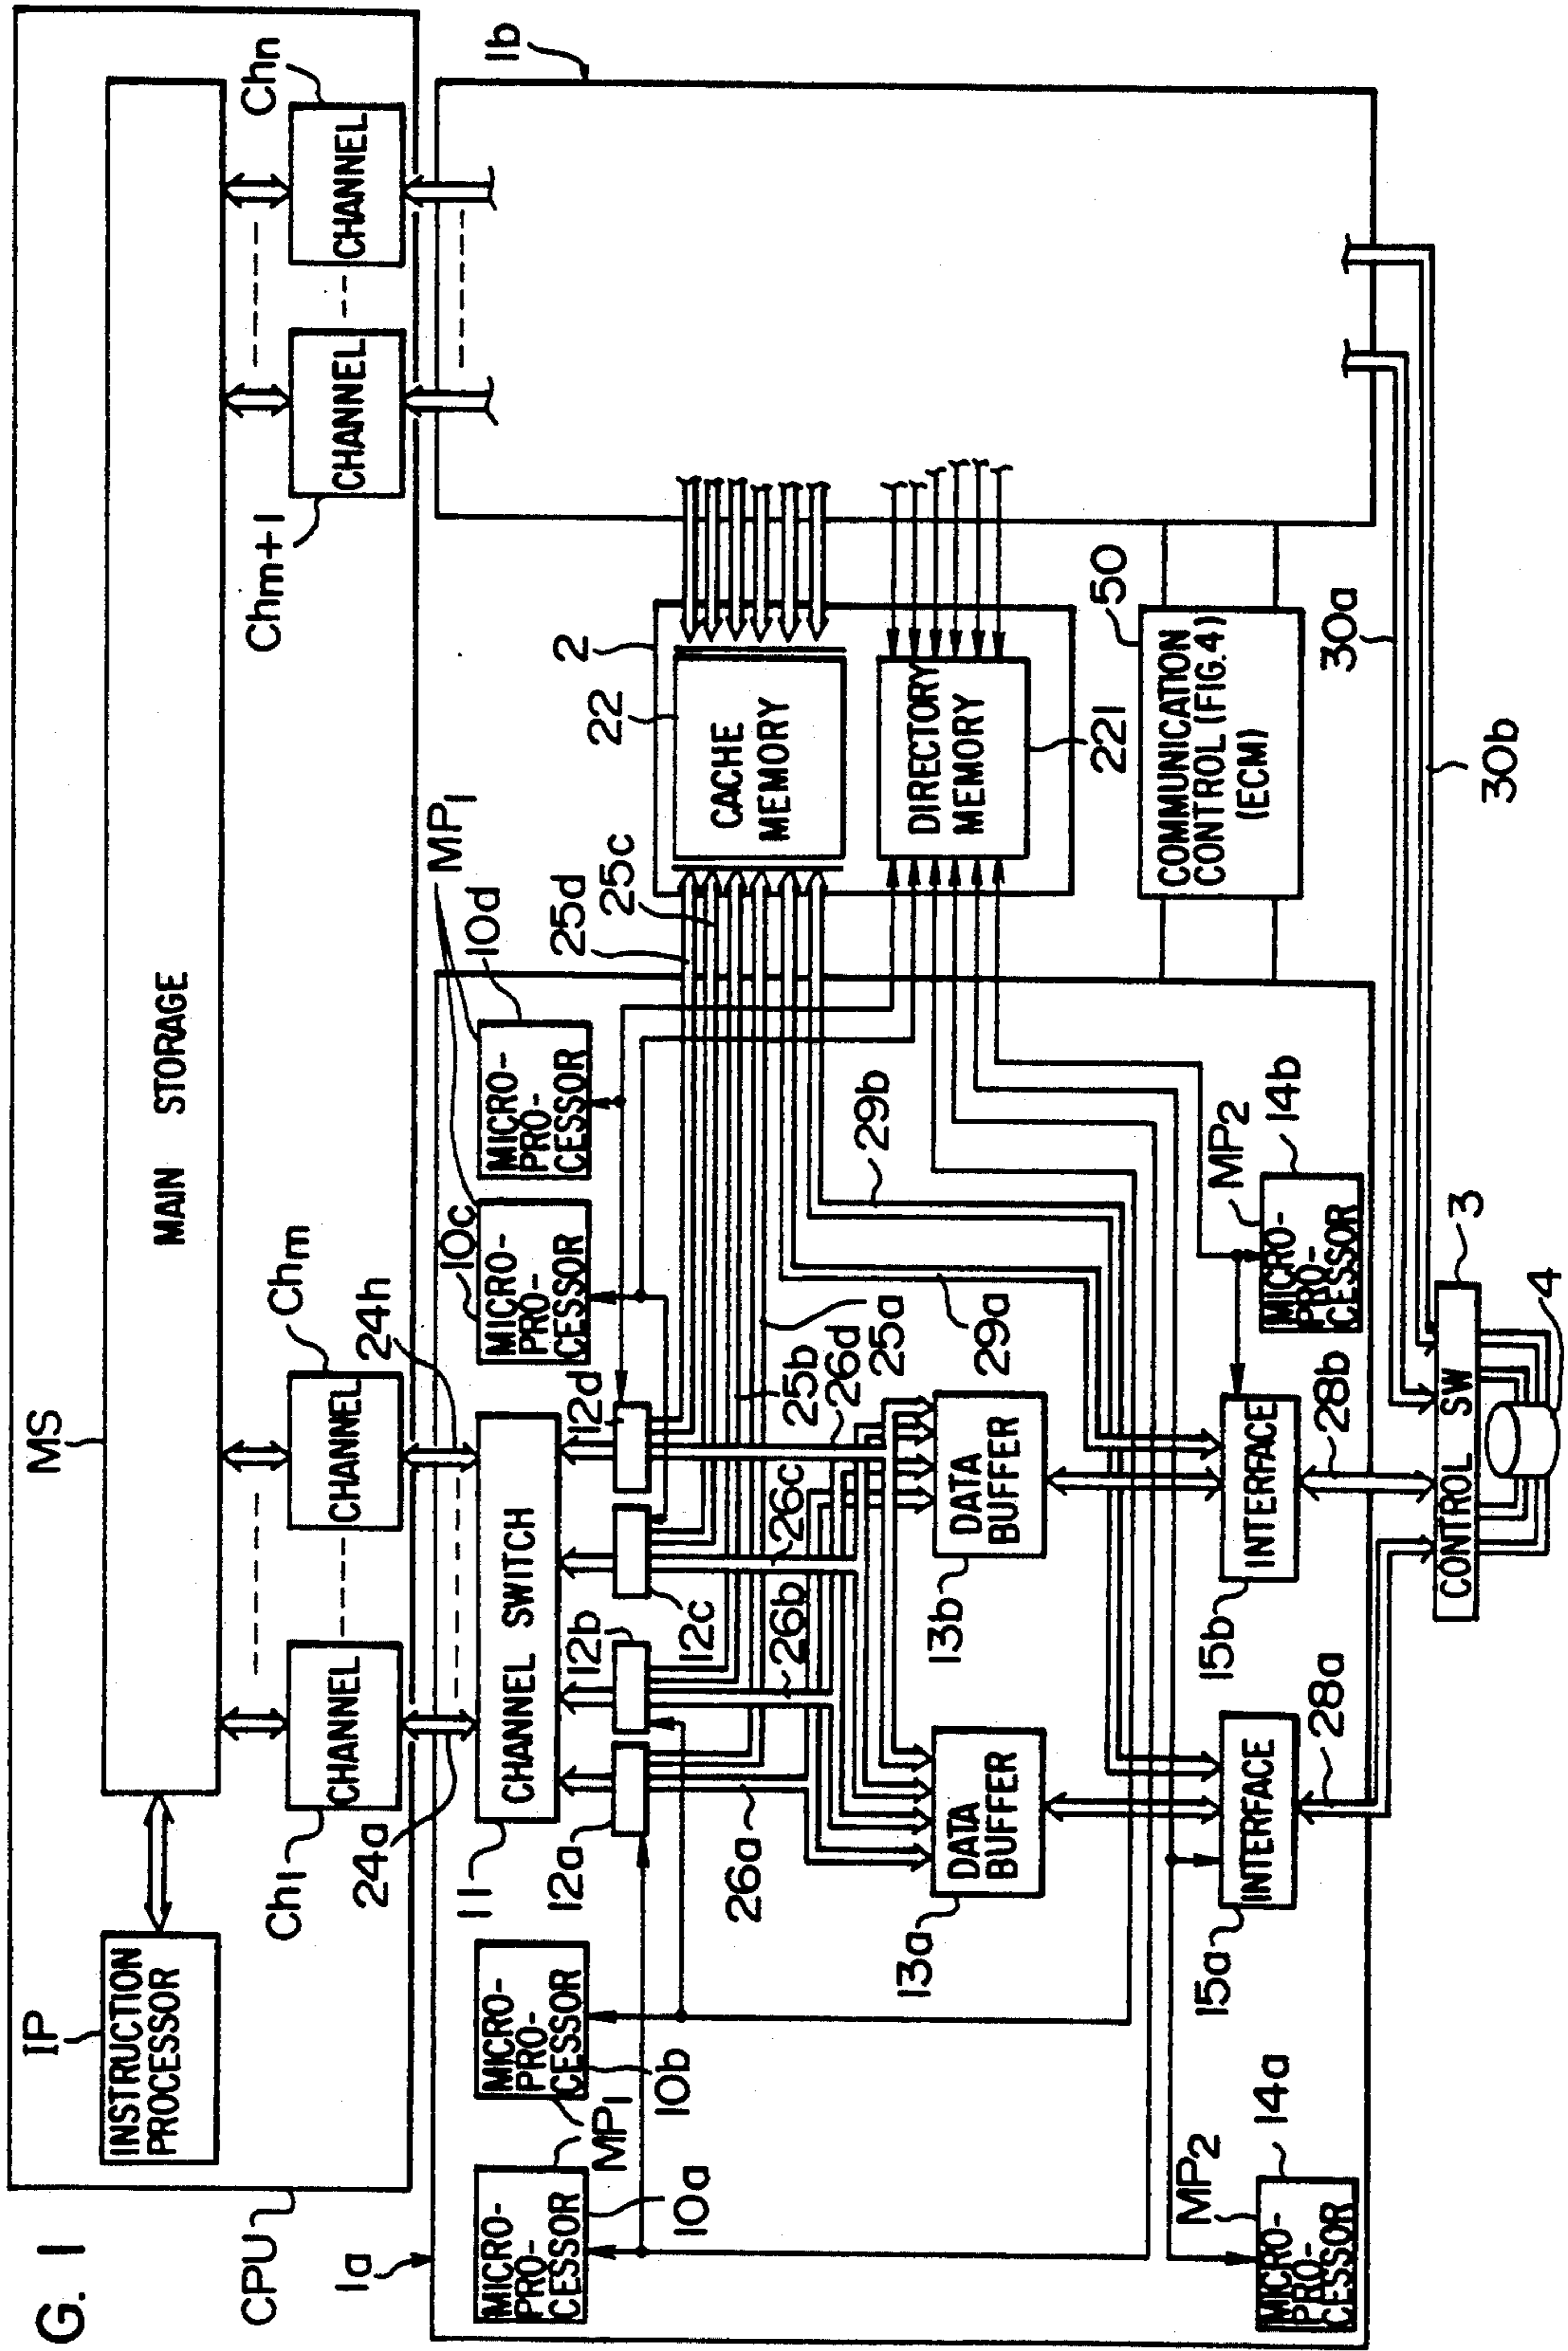 G. 1
CPU
IP
INSTRUCTION
PROCESSOR
MS
MAIN STORAGE
Ch1
CHANNEL
Chm
CHANNEL
Chm+1
CHANNEL
Chn
CHANNEL
24a
24h
1a
1b
MICRO-
PRO-
CESSOR
10a
MP1
MICRO-
PRO-
CESSOR
10b
11
CHANNEL SWITCH
10c
MICRO-
PRO-
CESSOR
10d
MP1
MICRO-
PRO-
CESSOR
12a
12b
12c
12d
25d
25c
25b
25a
26a
26b
26c
26d
29a
29b
2
22
CACHE
MEMORY
DIRECTORY
MEMORY
221
50
COMMUNICATION
CONTROL (FIG.4)
(ECM)
13a
DATA
BUFFER
13b
DATA
BUFFER
MP2
14a
MICRO-
PRO-
CESSOR
15a
INTERFACE
28a
15b
INTERFACE
28b
MP2
14b
MICRO-
PRO-
CESSOR
30a
30b
CONTROL SW
3
4